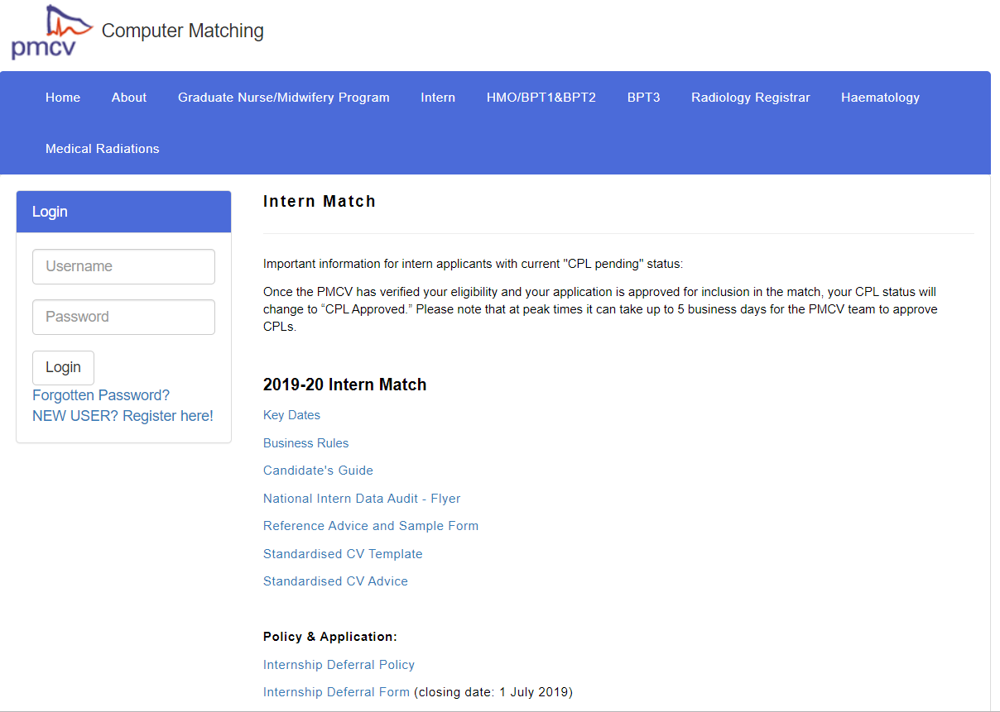 pmcv Computer Matching
Home About Graduate Nurse/Midwifery Program Intern HMO/BPT1&BPT2 BPT3 Radiology Registrar Haematology
Medical Radiations
Login
Username
Password
Login
Forgotten Password?
NEW USER? Register here!
Intern Match
Important information for intern applicants with current "CPL pending" status:
Once the PMCV has verified your eligibility and your application is approved for inclusion in the match, your CPL status will
change to “CPL Approved.” Please note that at peak times it can take up to 5 business days for the PMCV team to approve
CPLs.
2019-20 Intern Match
Key Dates
Business Rules
Candidate's Guide
National Intern Data Audit - Flyer
Reference Advice and Sample Form
Standardised CV Template
Standardised CV Advice
Policy & Application:
Internship Deferral Policy
Internship Deferral Form (closing date: 1 July 2019)